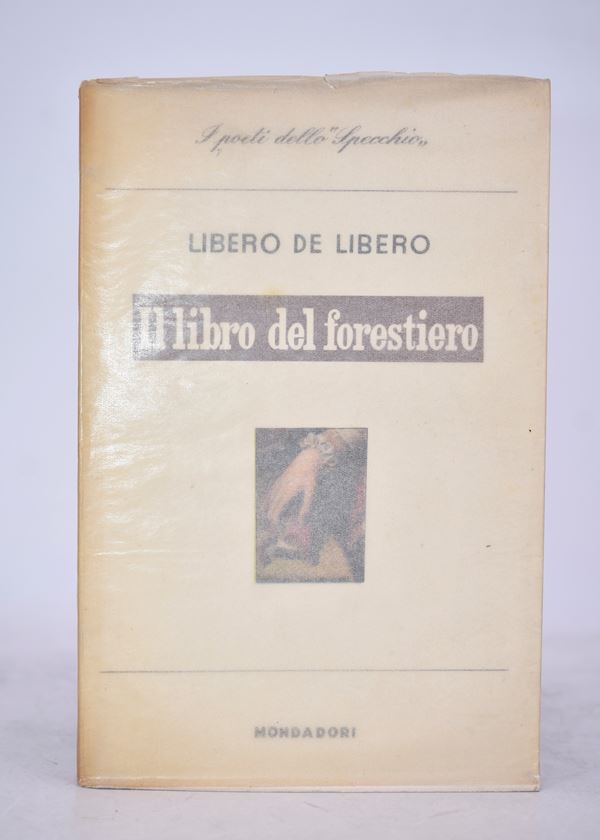 I poeti dello "Specchio„
LIBERO DE LIBERO
Il libro del forestiero
MONDADORI